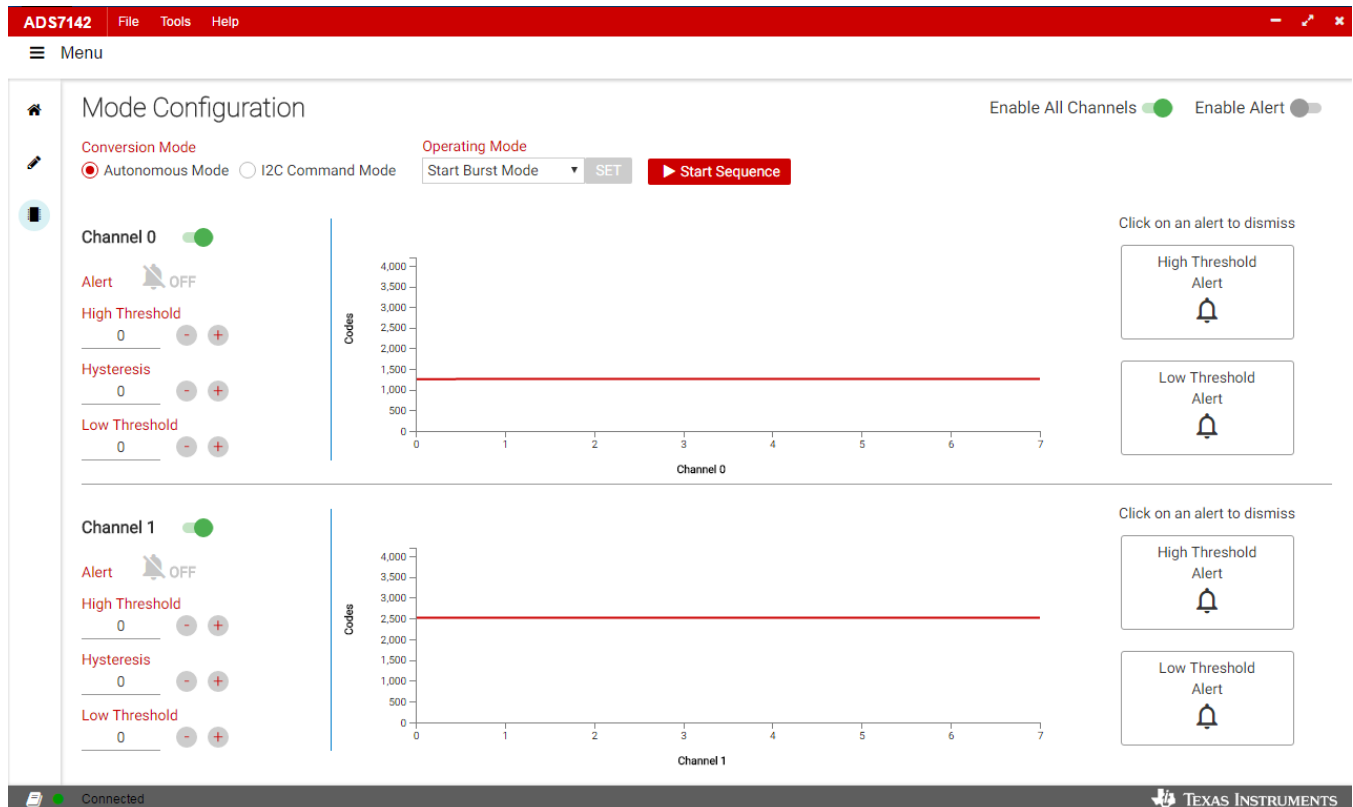 ADS7142 File Tools Help
Menu
Mode Configuration
Enable All Channels Enable Alert
Conversion Mode
Autonomous Mode I2C Command Mode
Operating Mode
Start Burst Mode SET Start Sequence
Channel 0
Alert OFF
High Threshold
0 - +
Hysteresis
0 - +
Low Threshold
0 - +
Codes
4,000
3,500
3,000
2,500
2,000
1,500
1,000
500
0
0 1 2 3 4 5 6 7
Channel 0
Click on an alert to dismiss
High Threshold
Alert
Low Threshold
Alert
Channel 1
Alert OFF
High Threshold
0 - +
Hysteresis
0 - +
Low Threshold
0 - +
Codes
4,000
3,500
3,000
2,500
2,000
1,500
1,000
500
0
0 1 2 3 4 5 6 7
Channel 1
Click on an alert to dismiss
High Threshold
Alert
Low Threshold
Alert
Connected
TEXAS INSTRUMENTS